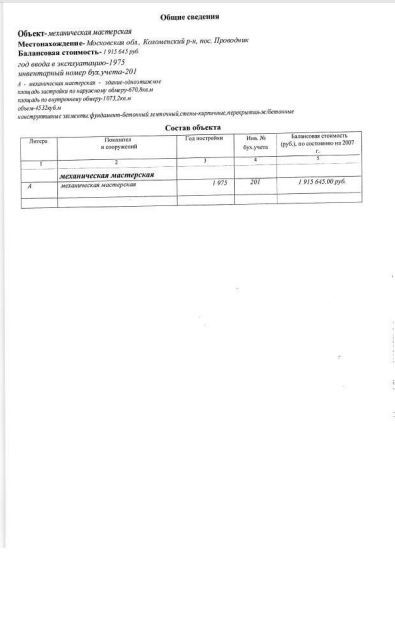 Общие сведения
Объект- механическая мастерская
Местонахождение- Московская обл., Коломенский р-н, пос. Проводник
Балансовая стоимость- 1 915 645 руб.
год ввода в эксплуатацию-1975
инвентарный номер бух.учета-201
А - механическая мастерская - здание-одноэтажное
площадь застройки по наружному обмеру-670,8кв.м
площадь по внутреннему обмеру-1073,2кв.м
объем-4532куб.м
конструктивные элементы:фундамент-бетонный ленточный,стены-кирпичные,перекрытия-ж/бетонные
Состав объекта
Литера
и сооружений
Год постройки
Инв. №
бух.учета
Балансовая стоимость
(руб.), по состоянию на 2007
г.
1 2 3 4 5
механическая мастерская
А механическая мастерская 1 975 201 1 915 645.00 руб.